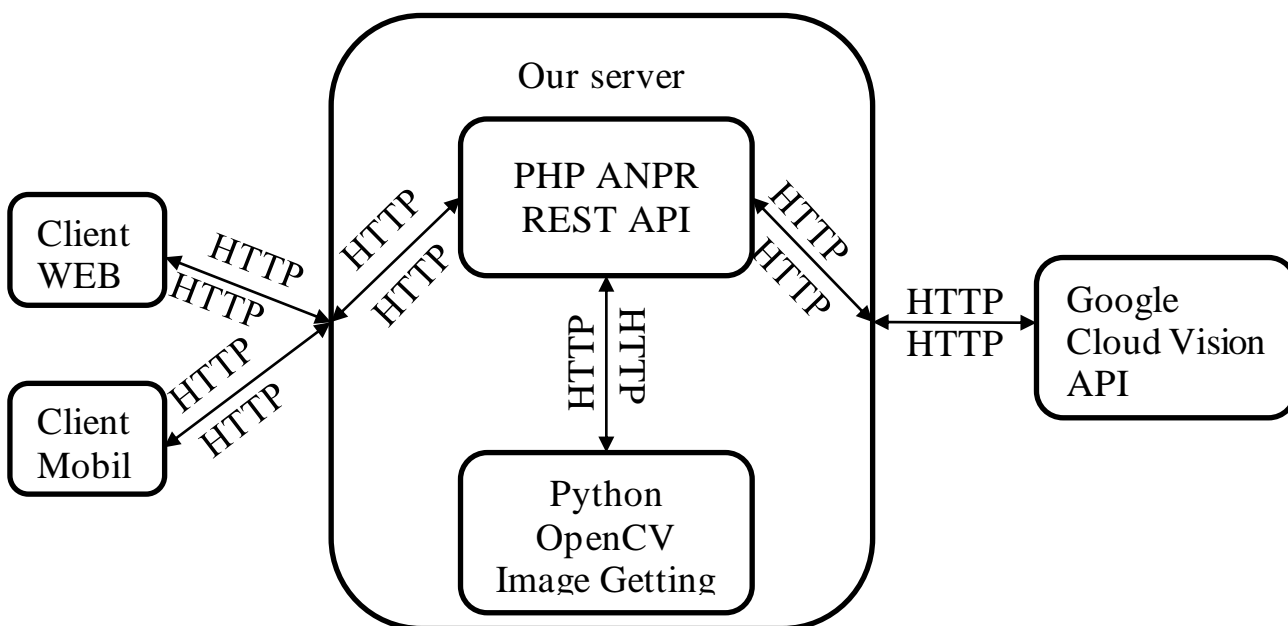 Our server
PHP ANPR
REST API
Client
WEB
HTTP
HTTP
HTTP
HTTP
Client
Mobil
HTTP
HTTP
HTTP
HTTP
HTTP
HTTP
HTTP
HTTP
Google
Cloud Vision
API
Python
OpenCV
Image Getting